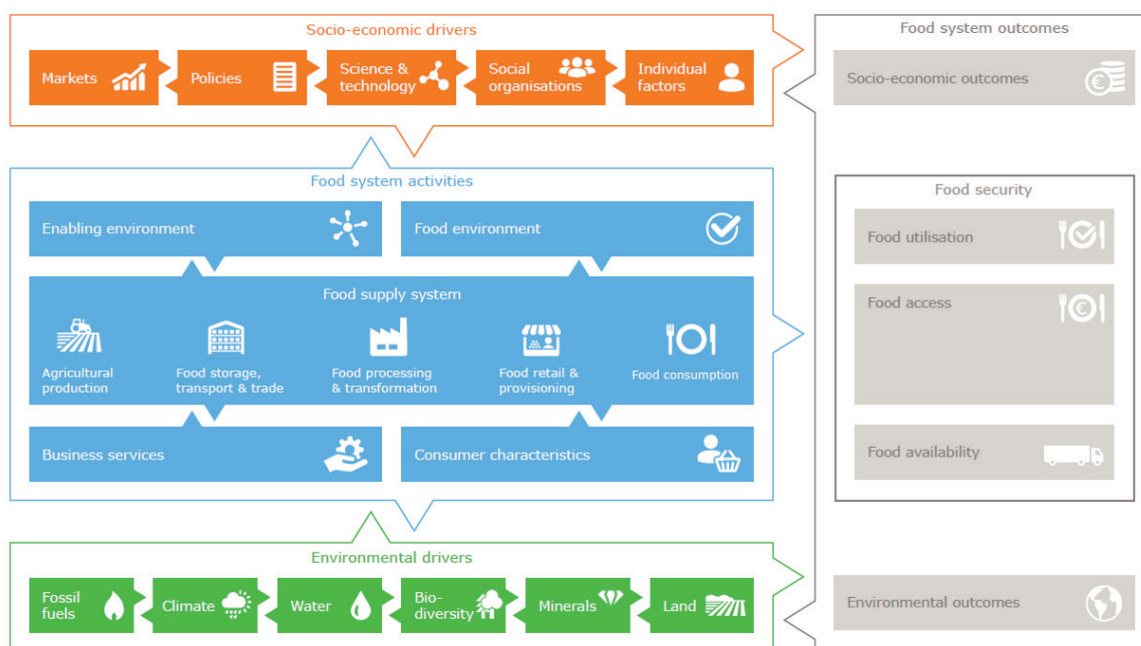 Socio-economic drivers
Markets
Policies
Science &
technology
Social
organisations
Individual
factors
Food system activities
Enabling environment
Food environment
Food supply system
Agricultural
production
Food storage,
transport & trade
Food processing
& transformation
Food retail &
provisioning
Food consumption
Business services
Consumer characteristics
Environmental drivers
Fossil
fuels
Climate
Water
Bio-
diversity
Minerals
Land
Food system outcomes
Socio-economic outcomes
€
Food security
Food utilisation
Food access
€
Food availability
Environmental outcomes